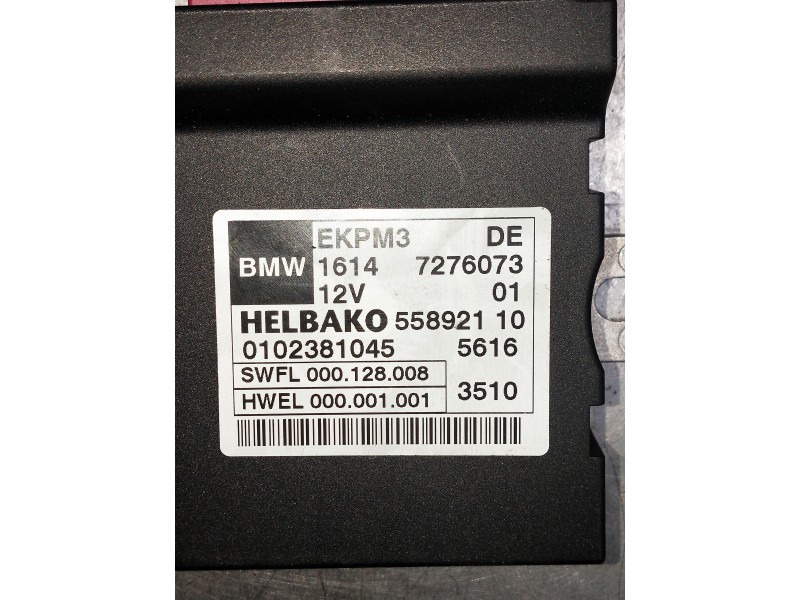 EKPM3 DE
BMW 1614 7276073
12V 01
HELBAKO 558921 10
0102381045 5616
SWFL 000.128.008
HWEL 000.001.001 3510